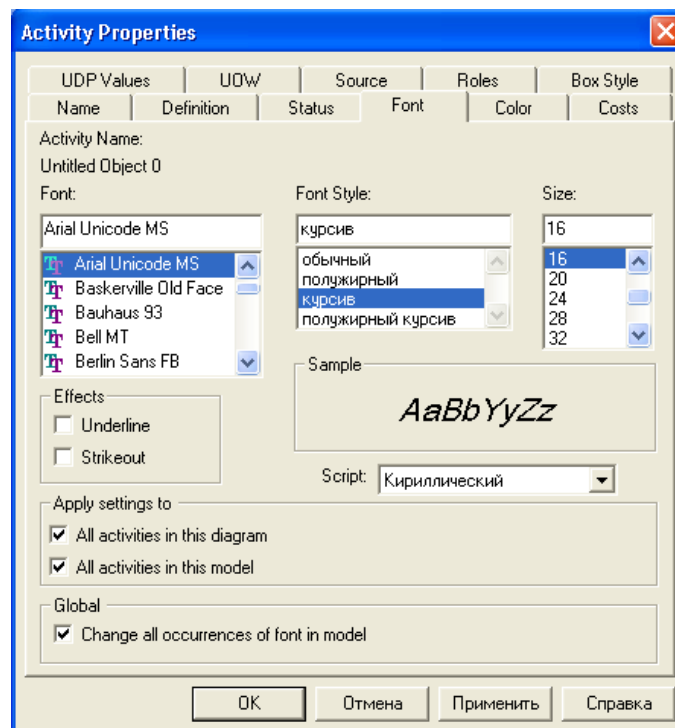 Activity Properties
UDP Values UOW Source Roles Box Style
Name Definition Status Font Color Costs
Activity Name:
Untitled Object 0
Font: Font Style: Size:
Arial Unicode MS курсив 16
Arial Unicode MS обычный 16
Baskerville Old Face полужирный 20
Bauhaus 93 курсив 24
Bell MT полужирный курсив 28
Berlin Sans FB 32
Sample
Effects
AaBbYyZz
Underline
Strikeout
Script: Кириллический
Apply settings to
All activities in this diagram
All activities in this model
Global
Change all occurrences of font in model
OK Отмена Применить Справка